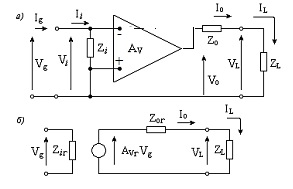 а) Ig Ii Io IL
Vg Vi Zi Av Zo Vo VL ZL
б) Zor Io IL
Vg Zir AvrVg VL ZL